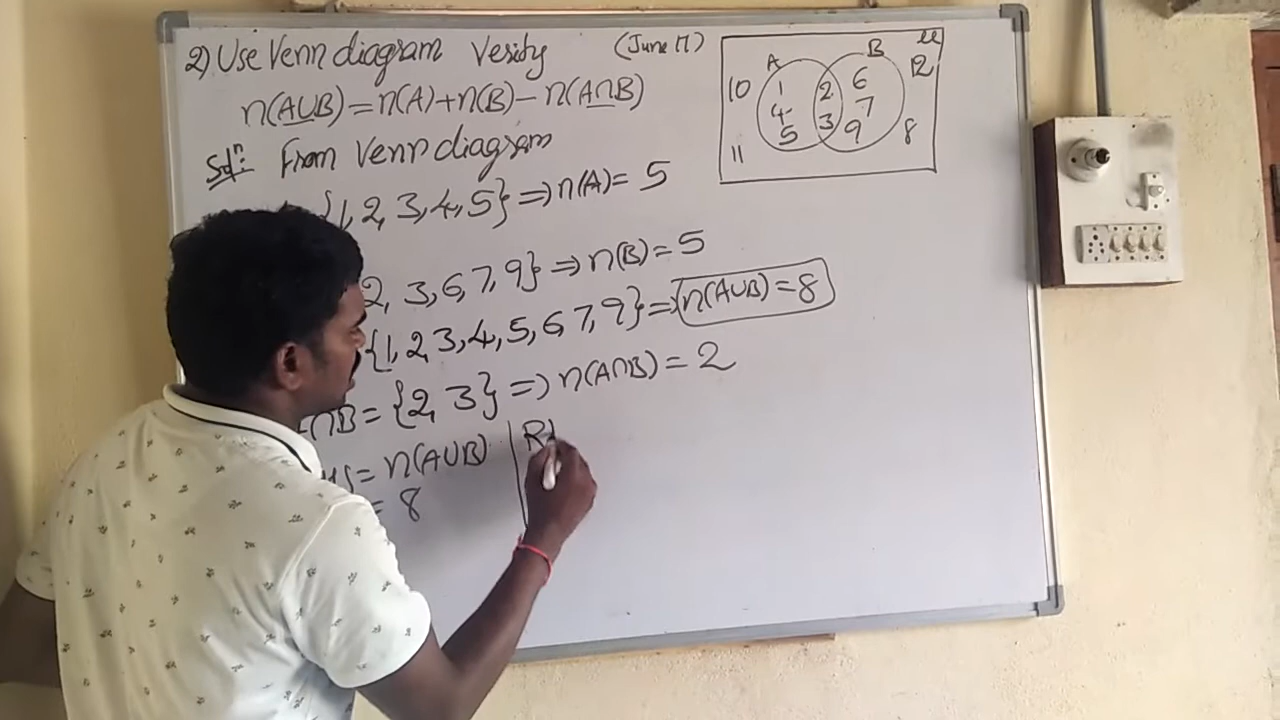 2) Use Venn diagram Verify (June 17)
n(A∪B) = n(A) + n(B) - n(A∩B)
Solⁿ: From Venn diagram
{1, 2, 3, 4, 5} => n(A) = 5
2, 3, 6, 7, 9} => n(B) = 5
{1, 2, 3, 4, 5, 6, 7, 9} => n(A∪B) = 8
∩B = {2, 3} => n(A∩B) = 2
= n(A∪B)
= 8
R
A B u
10 1 2 6 12
4 7
5 3 9 8
11